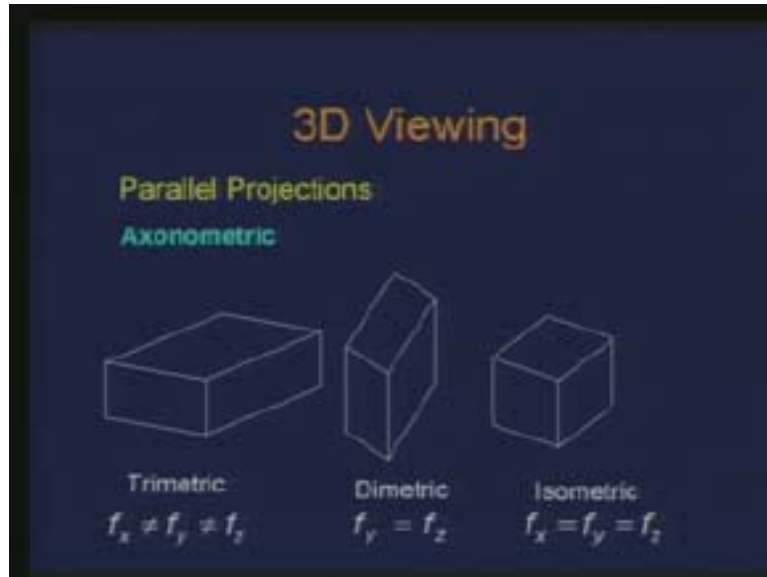 3D Viewing
Parallel Projections
Axonometric
Trimetric Dimetric Isometric
f_x ≠ f_y ≠ f_z f_y = f_z f_x = f_y = f_z